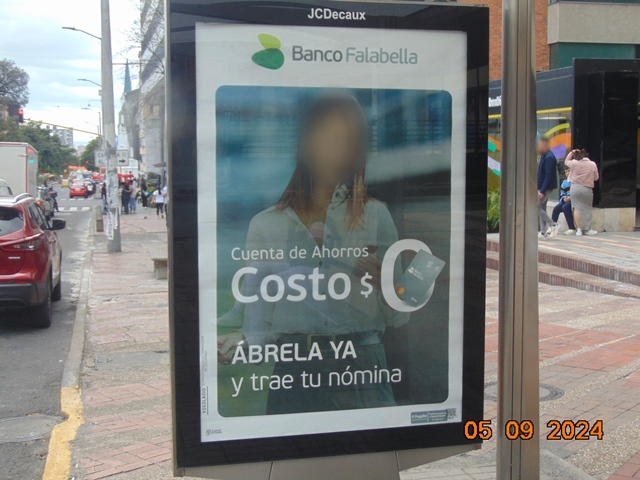 JCDecaux
Banco Falabella
Cuenta de Ahorros
Costo $0
ÁBRELA YA
y trae tu nómina
05 09 2024